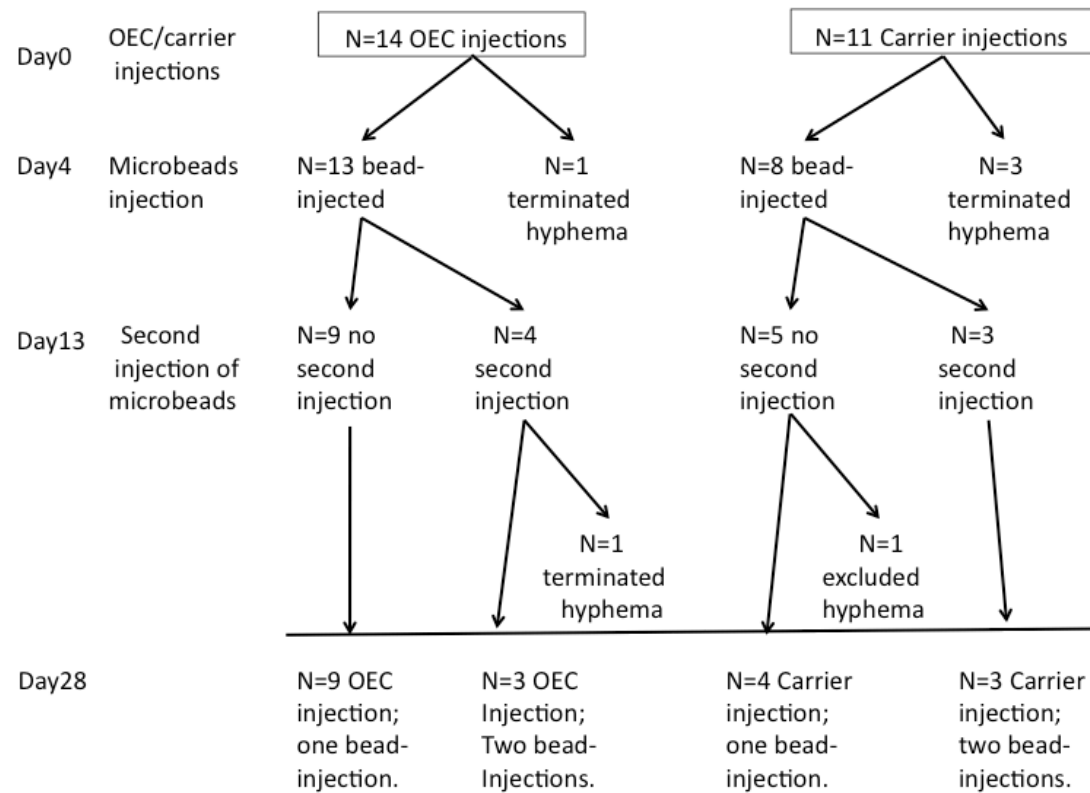 Day0
OEC/carrier
injections
N=14 OEC injections
N=11 Carrier injections
Day4
Microbeads
injection
N=13 bead-
injected
N=1
terminated
hyphema
N=8 bead-
injected
N=3
terminated
hyphema
Day13
Second
injection of
microbeads
N=9 no
second
injection
N=4
second
injection
N=5 no
second
injection
N=3
second
injection
N=1
terminated
hyphema
N=1
excluded
hyphema
Day28
N=9 OEC
injection;
one bead-
injection.
N=3 OEC
Injection;
Two bead-
Injections.
N=4 Carrier
injection;
one bead-
injection.
N=3 Carrier
injection;
two bead-
injections.